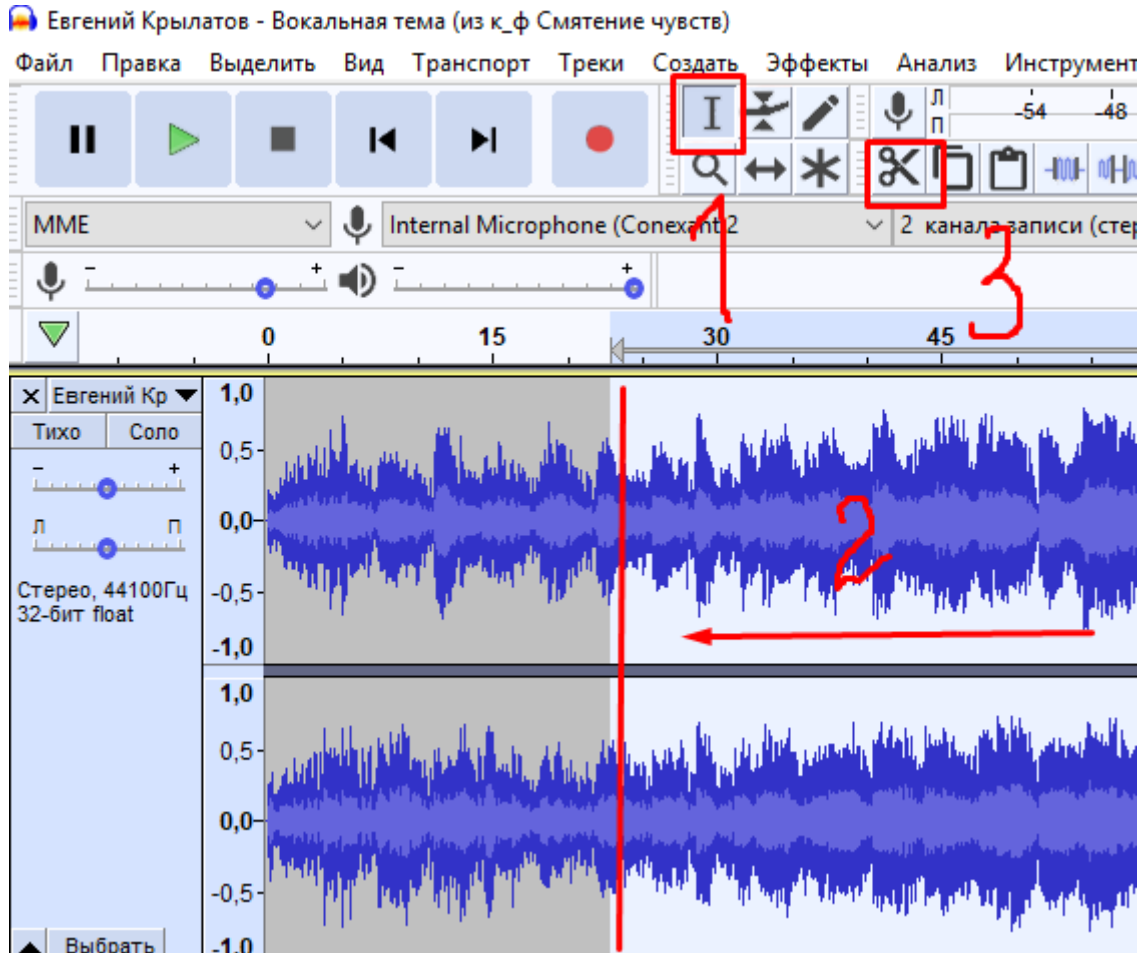 Евгений Крылатов - Вокальная тема (из к_ф Смятение чувств)
Файл Правка Выделить Вид Транспорт Треки Создать Эффекты Анализ Инструмент
Л
П
-54 -48
1
3
MME
Internal Microphone (Conexant 2
2 канала записи (стер
- +
- +
0 15 30 45
Евгений Кр
Тихо Соло
- +
Л П
Стерео, 44100Гц
32-бит float
Выбрать
1,0
0,5
0,0
-0,5
-1,0
2
1,0
0,5
0,0
-0,5
-1,0